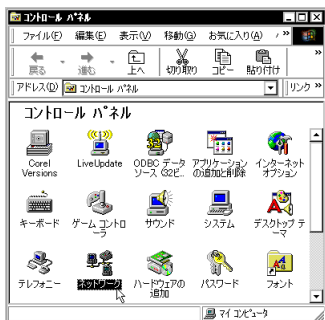 コントロール パネル
ファイル(F) 編集(E) 表示(V) 移動(G) お気に入り(A) »
戻る 進む 上へ 切り取り コピー 貼り付け »
アドレス(D) コントロール パネル リンク »
コントロール パネル
Corel Versions
LiveUpdate
ODBC データ ソース (32ビ...
アプリケーションの追加と削除
インターネット オプション
キーボード
ゲーム コントローラ
サウンド
システム
デスクトップ テーマ
テレフォニー
ネットワーク
ハードウェアの追加
パスワード
フォント
マイ コンピュータ